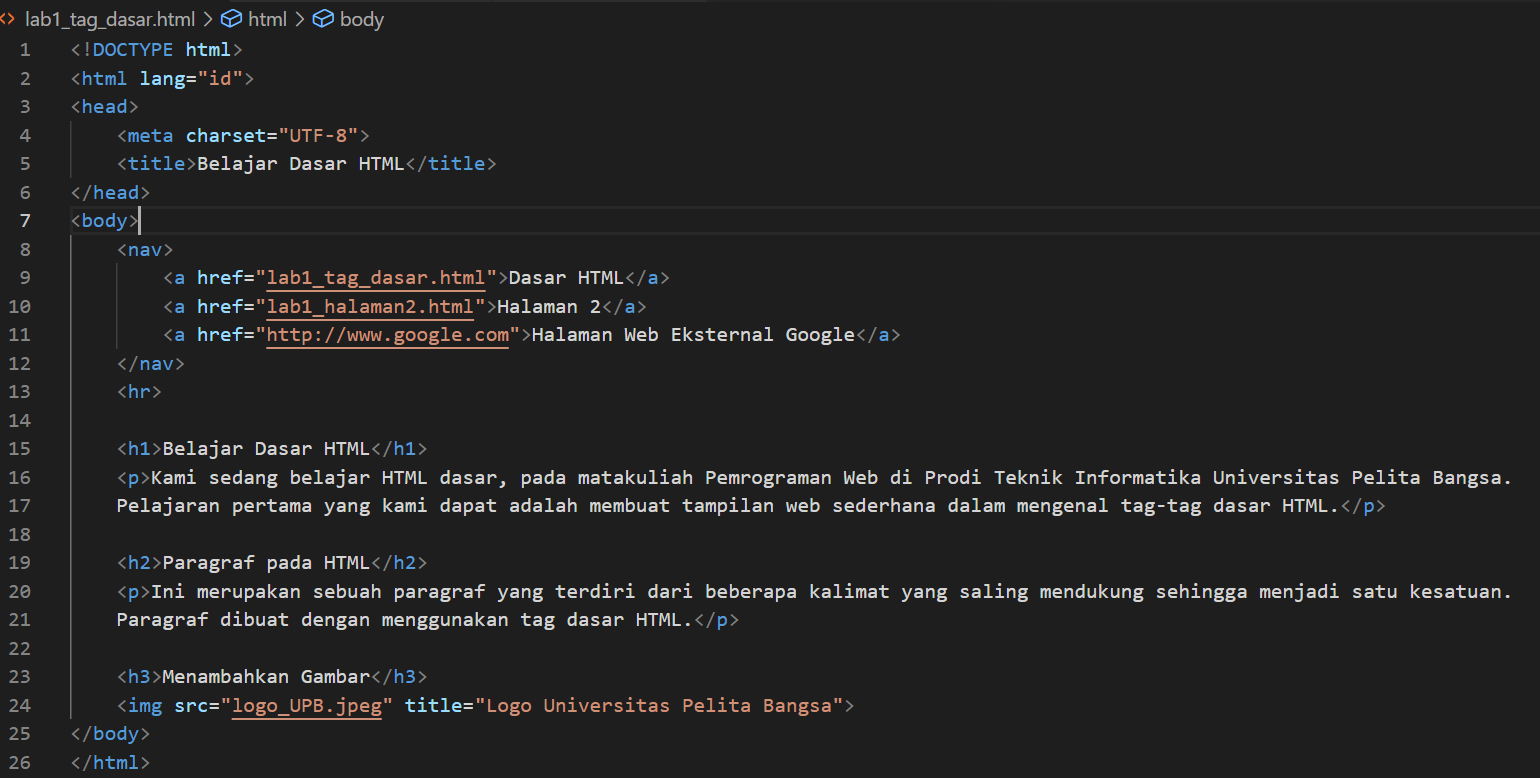 <> lab1_tag_dasar.html > html > body
1 <!DOCTYPE html>
2 <html lang="id">
3 <head>
4     <meta charset="UTF-8">
5     <title>Belajar Dasar HTML</title>
6 </head>
7 <body>
8     <nav>
9         <a href="lab1_tag_dasar.html">Dasar HTML</a>
10         <a href="lab1_halaman2.html">Halaman 2</a>
11         <a href="http://www.google.com">Halaman Web Eksternal Google</a>
12     </nav>
13     <hr>
14
15     <h1>Belajar Dasar HTML</h1>
16     <p>Kami sedang belajar HTML dasar, pada matakuliah Pemrograman Web di Prodi Teknik Informatika Universitas Pelita Bangsa.
17     Pelajaran pertama yang kami dapat adalah membuat tampilan web sederhana dalam mengenal tag-tag dasar HTML.</p>
18
19     <h2>Paragraf pada HTML</h2>
20     <p>Ini merupakan sebuah paragraf yang terdiri dari beberapa kalimat yang saling mendukung sehingga menjadi satu kesatuan.
21     Paragraf dibuat dengan menggunakan tag dasar HTML.</p>
22
23     <h3>Menambahkan Gambar</h3>
24     <img src="logo_UPB.jpeg" title="Logo Universitas Pelita Bangsa">
25 </body>
26 </html>